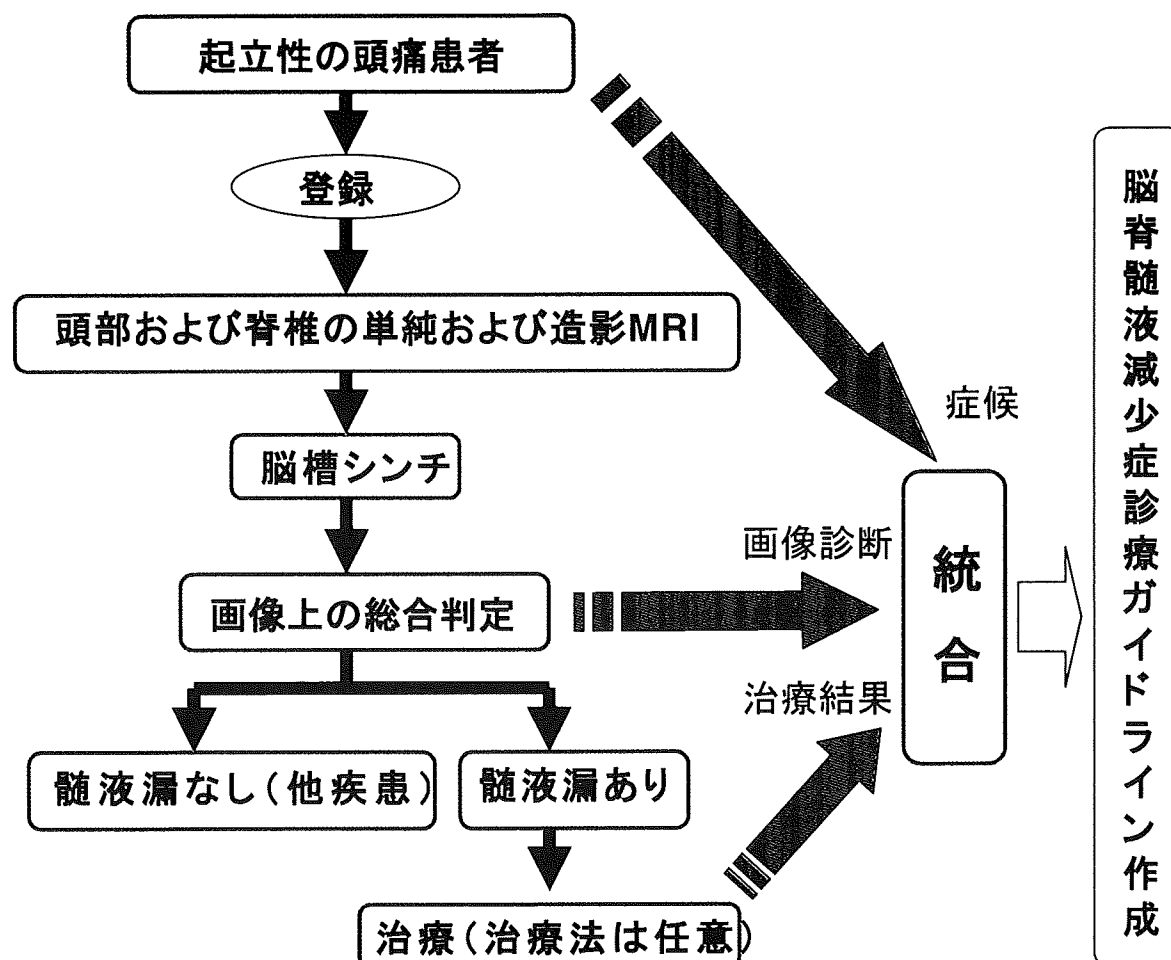 起立性の頭痛患者
登録
頭部および脊椎の単純および造影MRI
脳槽シンチ
画像上の総合判定
髄液漏なし(他疾患)
髄液漏あり
治療(治療法は任意)
症候
画像診断
治療結果
統合
脳脊髄液減少症診療ガイドライン作成